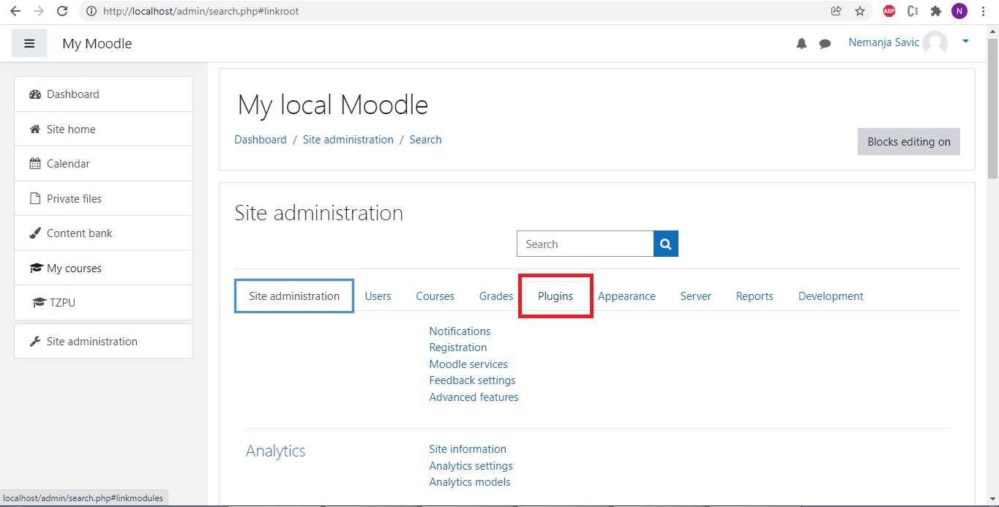 http://localhost/admin/search.php#linkroot
ABP
N
My Moodle
Nemanja Savic
Dashboard
Site home
Calendar
Private files
Content bank
My courses
TZPU
Site administration
My local Moodle
Dashboard / Site administration / Search
Blocks editing on
Site administration
Search
Site administration Users Courses Grades Plugins Appearance Server Reports Development
Notifications
Registration
Moodle services
Feedback settings
Advanced features
Analytics
Site information
Analytics settings
Analytics models
localhost/admin/search.php#linkmodules